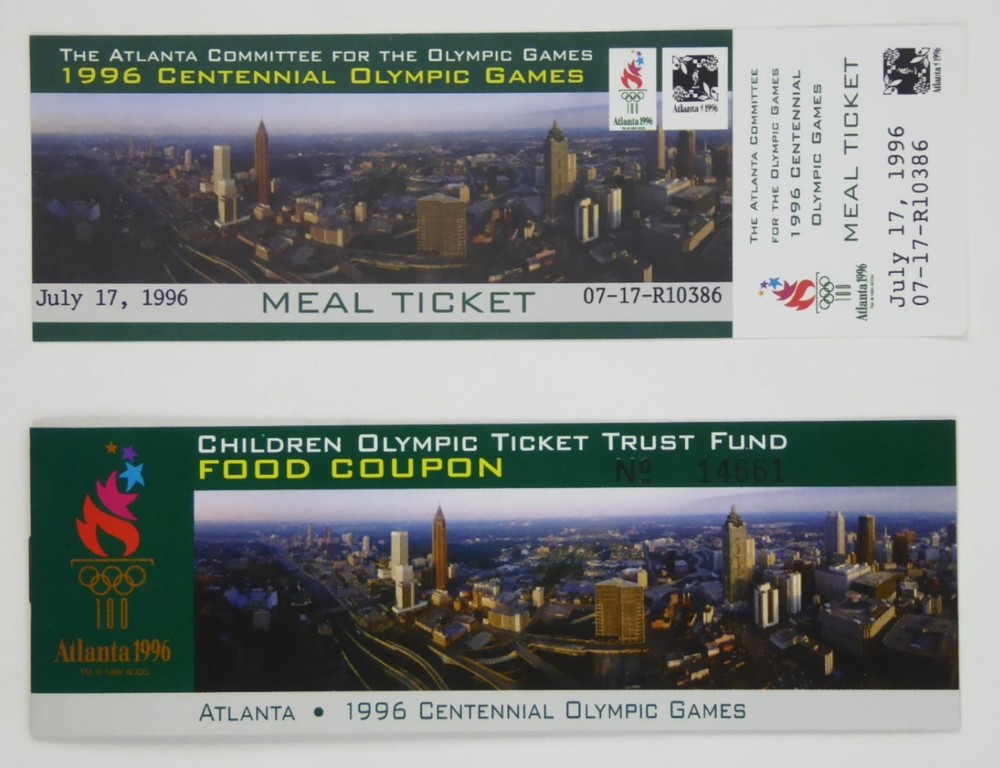 The Atlanta Committee for the Olympic Games
1996 Centennial Olympic Games
Atlanta 1996
Atlanta 1996
July 17, 1996
MEAL TICKET
07-17-R10386
The Atlanta Committee
for the Olympic Games
1996 Centennial
Olympic Games
MEAL TICKET
July 17, 1996
07-17-R10386
Atlanta 1996
Atlanta 1996
Children Olympic Ticket Trust Fund
FOOD COUPON
Nº 14661
Atlanta 1996
Atlanta • 1996 Centennial Olympic Games